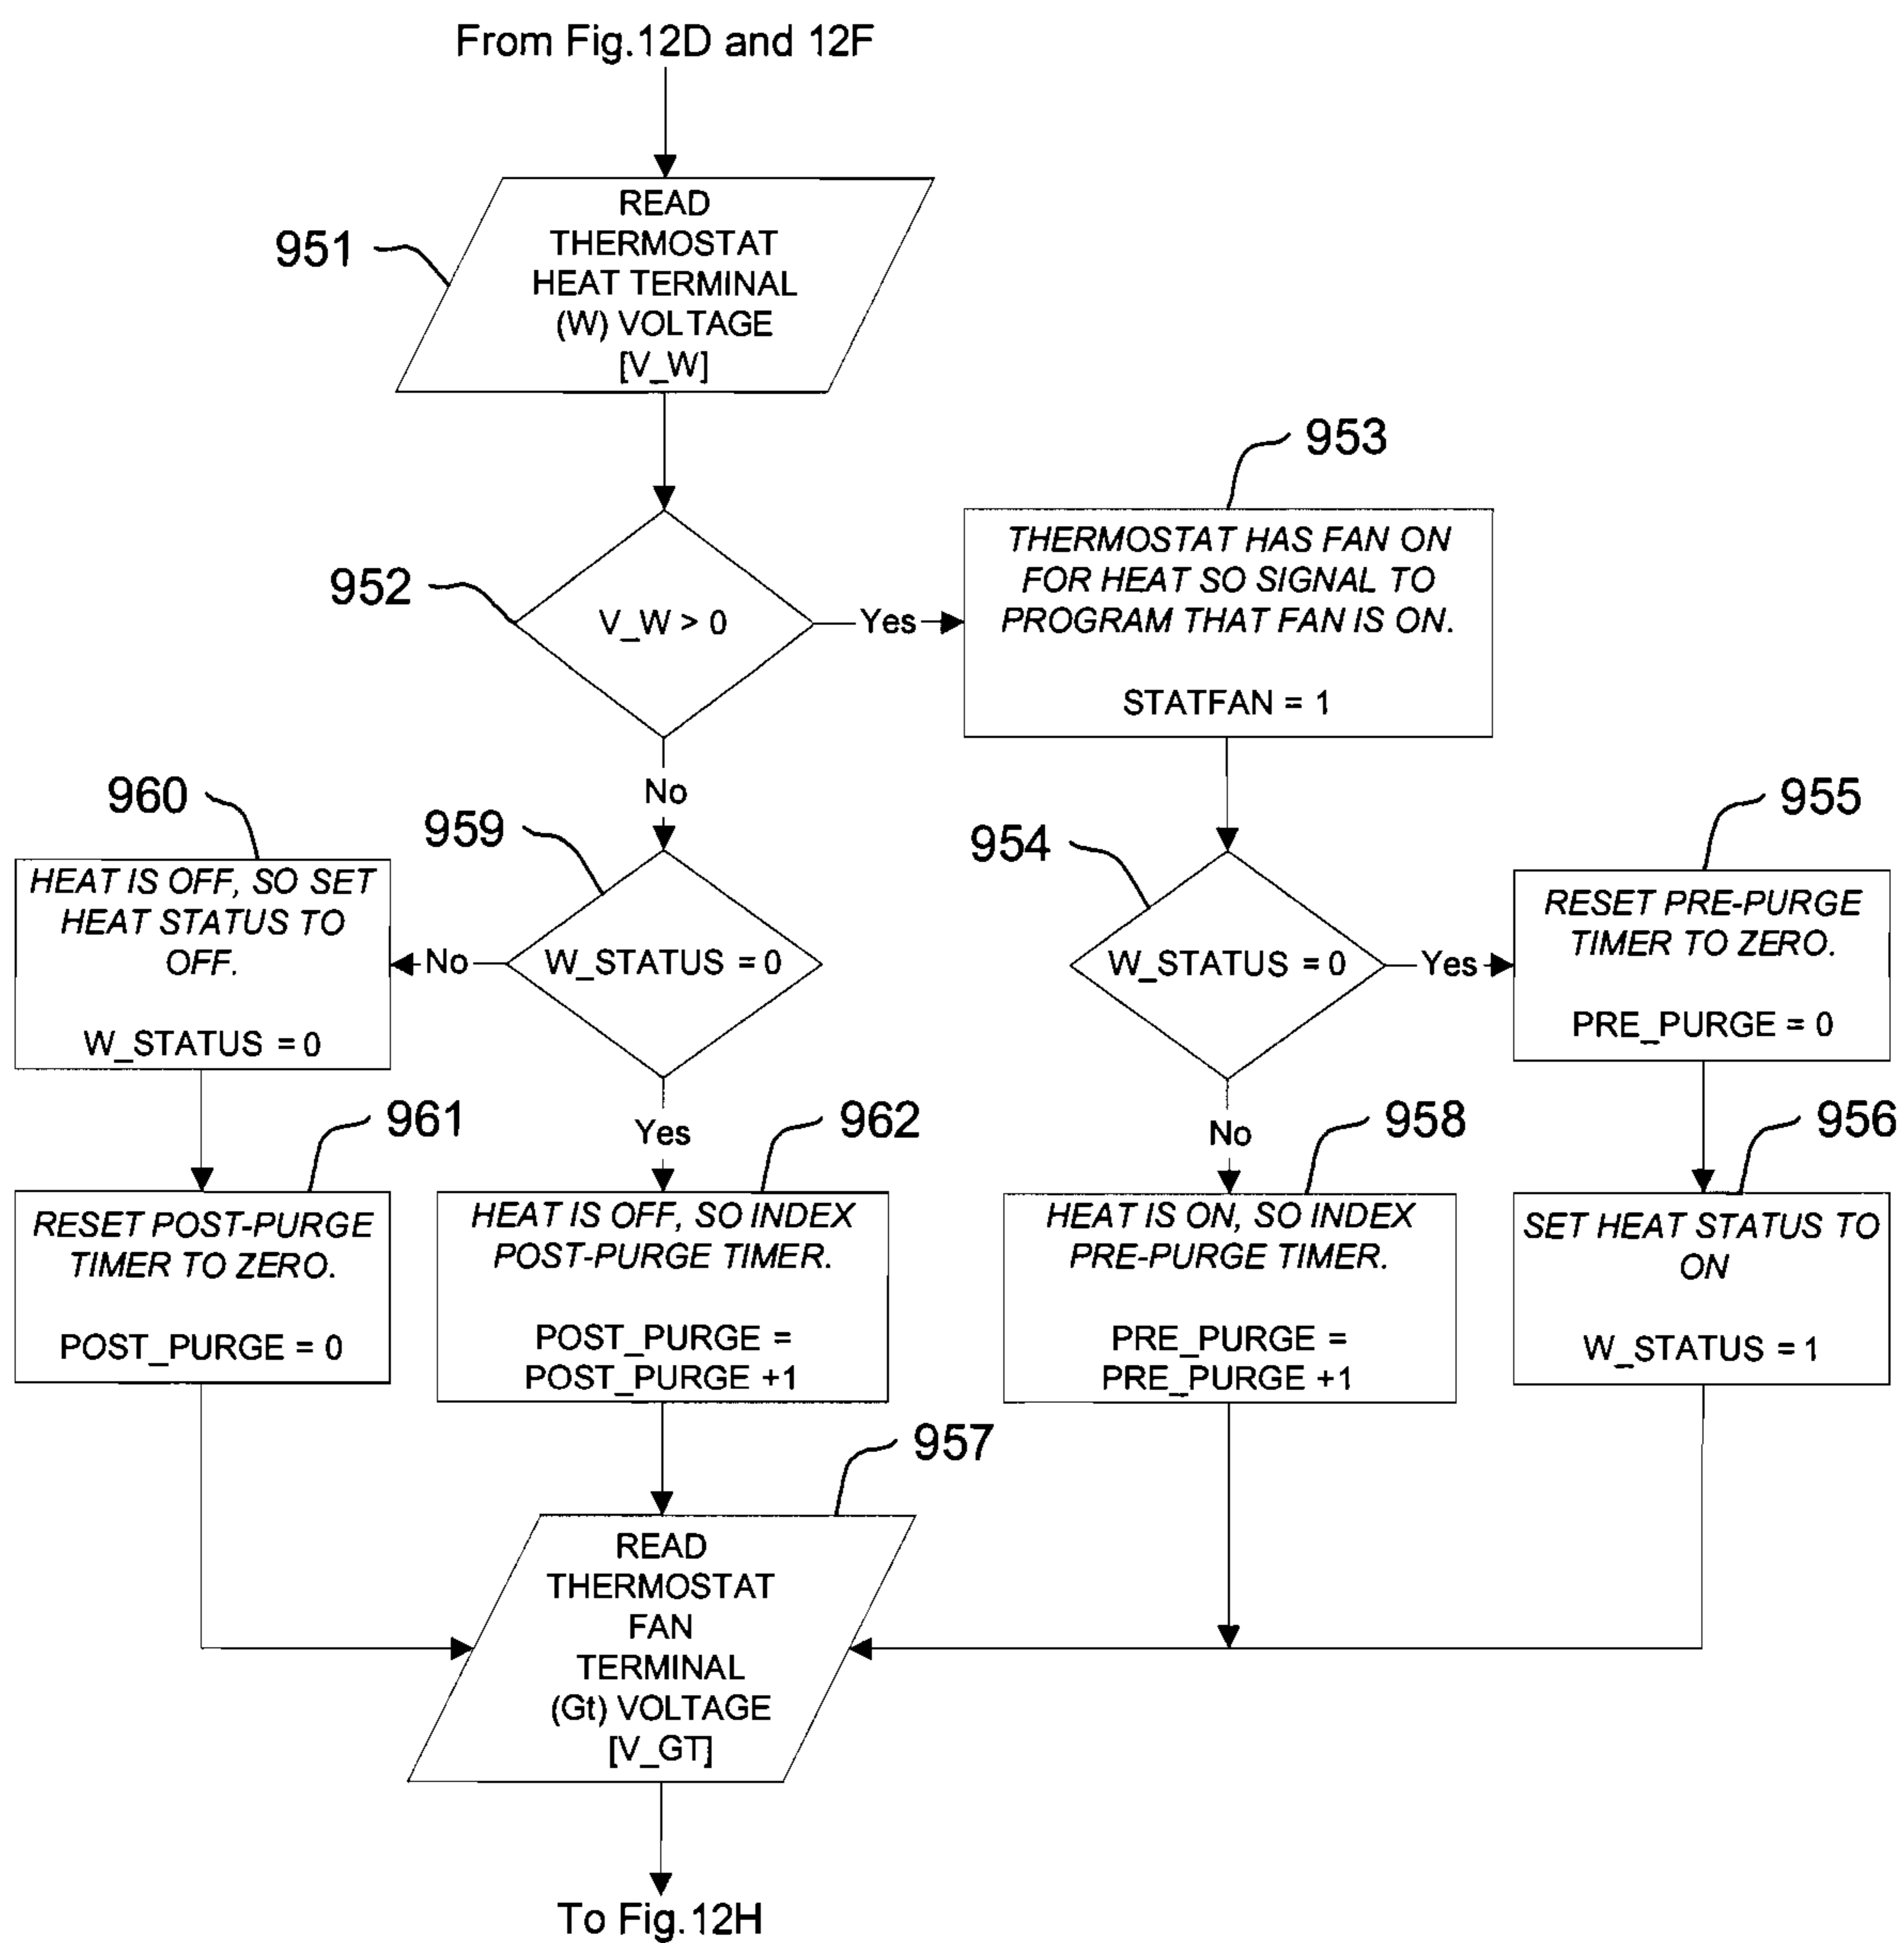 From Fig.12D and 12F
951
READ
THERMOSTAT
HEAT TERMINAL
(W) VOLTAGE
[V_W]
952
V_W > 0
Yes
953
THERMOSTAT HAS FAN ON
FOR HEAT SO SIGNAL TO
PROGRAM THAT FAN IS ON.
STATFAN = 1
No
960
HEAT IS OFF, SO SET
HEAT STATUS TO
OFF.
W_STATUS = 0
No
959
W_STATUS = 0
954
W_STATUS = 0
Yes
955
RESET PRE-PURGE
TIMER TO ZERO.
PRE_PURGE = 0
961
RESET POST-PURGE
TIMER TO ZERO.
POST_PURGE = 0
Yes
962
HEAT IS OFF, SO INDEX
POST-PURGE TIMER.
POST_PURGE =
POST_PURGE +1
No
958
HEAT IS ON, SO INDEX
PRE-PURGE TIMER.
PRE_PURGE =
PRE_PURGE +1
956
SET HEAT STATUS TO
ON
W_STATUS = 1
957
READ
THERMOSTAT
FAN
TERMINAL
(Gt) VOLTAGE
[V_GT]
To Fig.12H